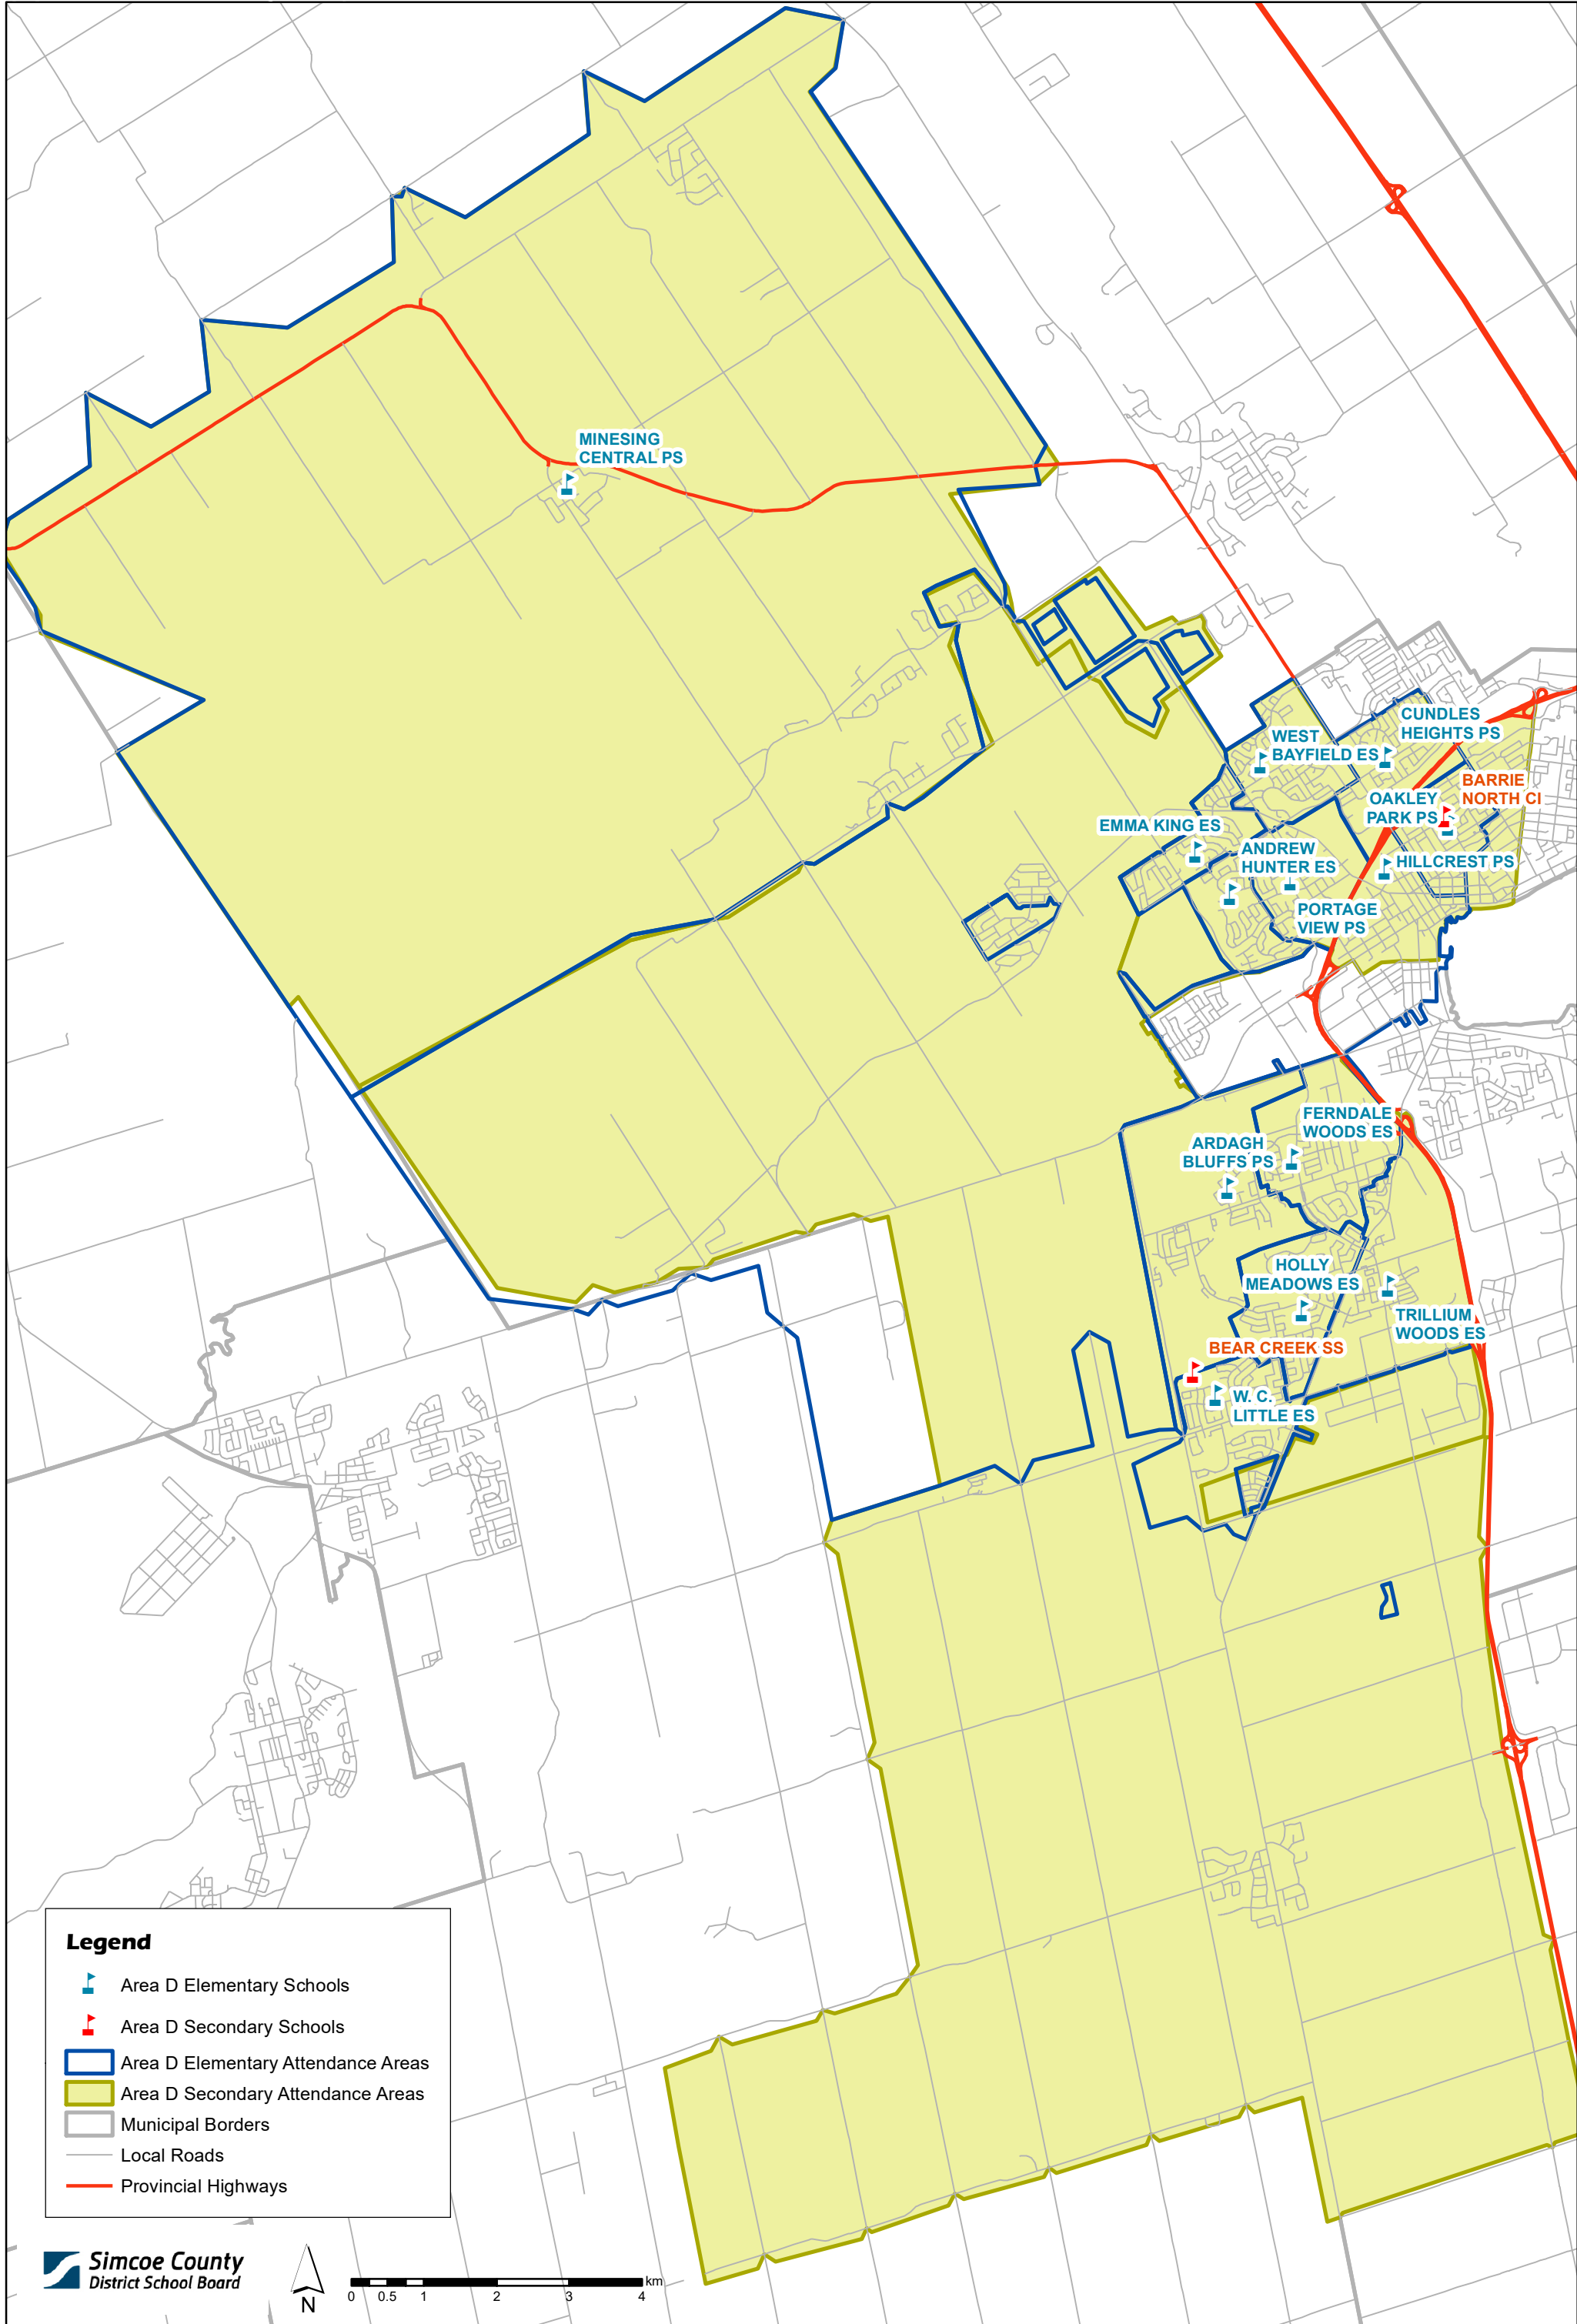 MINESING
CENTRAL PS
CUNDLES
HEIGHTS PS
WEST
BAYFIELD ES
BARRIE
NORTH CI
OAKLEY
PARK PS
EMMA KING ES
ANDREW
HUNTER ES
HILLCREST PS
PORTAGE
VIEW PS
FERNDALE
WOODS ES
ARDAGH
BLUFFS PS
HOLLY
MEADOWS ES
TRILLIUM
WOODS ES
BEAR CREEK SS
W. C.
LITTLE ES
Legend
Area D Elementary Schools
Area D Secondary Schools
Area D Elementary Attendance Areas
Area D Secondary Attendance Areas
Municipal Borders
Local Roads
Provincial Highways
Simcoe County
District School Board
N
km
0 0.5 1 2 3 4